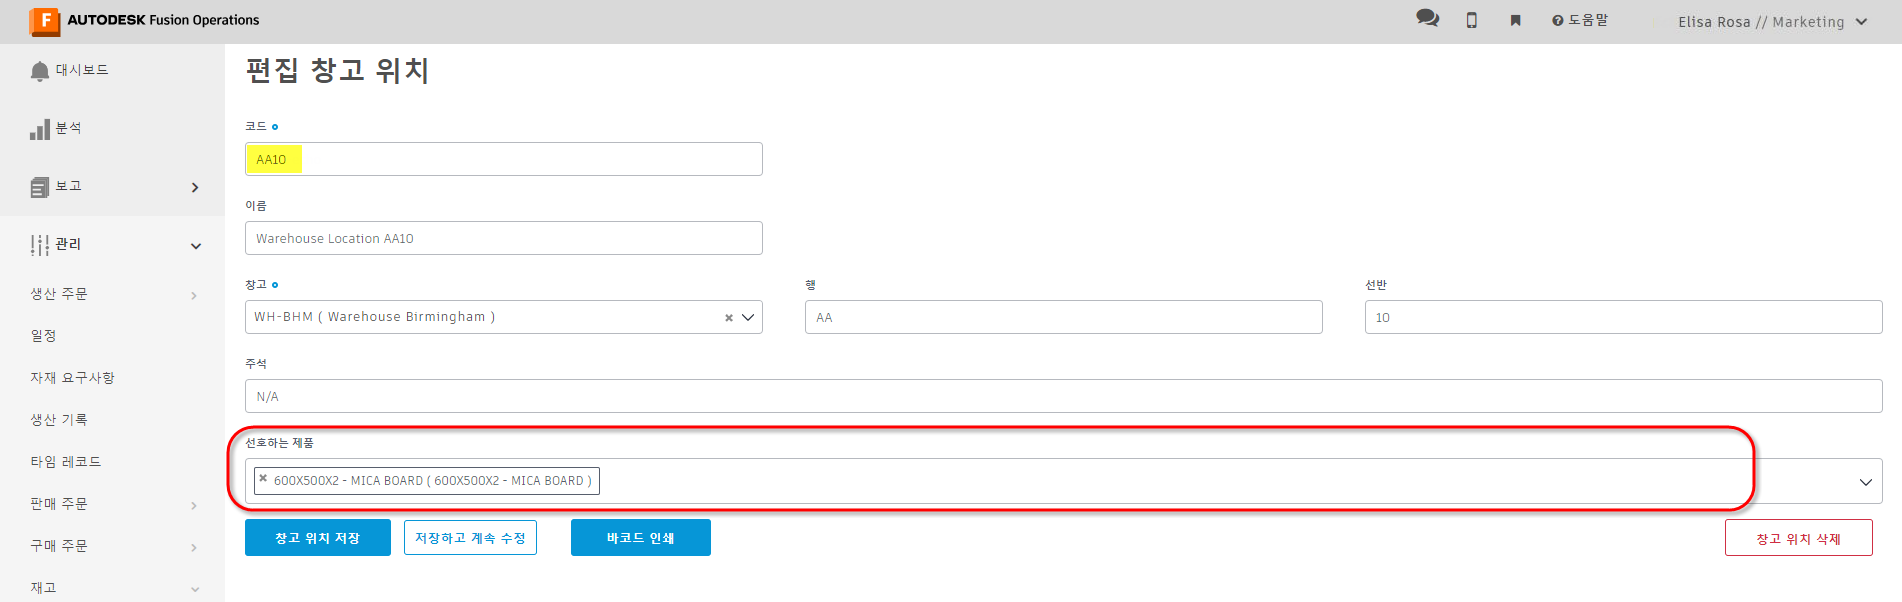 F AUTODESK Fusion Operations
도움말
Elisa Rosa // Marketing
대시보드
분석
보고
관리
생산 주문
일정
자재 요구사항
생산 기록
타임 레코드
판매 주문
구매 주문
재고
편집 창고 위치
코드
AA10
이름
Warehouse Location AA10
창고
WH-BHM ( Warehouse Birmingham )
행
AA
선반
10
주석
N/A
선호하는 제품
600X500X2 - MICA BOARD ( 600X500X2 - MICA BOARD )
창고 위치 저장
저장하고 계속 수정
바코드 인쇄
창고 위치 삭제